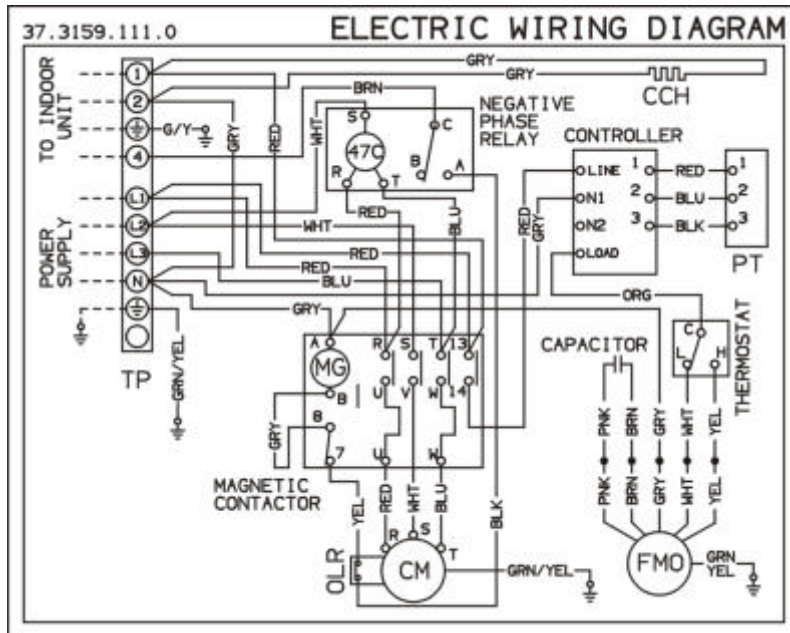 37.3159.111.0
ELECTRIC WIRING DIAGRAM
TO INDOOR
UNIT
1
2
G/Y
4
POWER
SUPPLY
L1
L2
L3
N
TP
GRN/YEL
GRY
GRY
CCH
BRN
GRY
RED
WHT
S
47C
R
T
C
B
A
NEGATIVE
PHASE
RELAY
RED
WHT
RED
RED
BLU
BLU
GRY
CONTROLLER
LINE
N1
N2
LOAD
1
2
3
RED
BLU
BLK
1
2
3
PT
RED
GRY
ORG
C
L
H
THERMOSTAT
CAPACITOR
PNK
BRN
GRY
WHT
YEL
PNK
BRN
GRY
WHT
YEL
FMO
GRN
YEL
A
MG
B
8
7
R
S
T
13
U
V
W
14
U
W
GRY
MAGNETIC
CONTACTOR
YEL
RED
WHT
BLU
BLK
OLR
R
S
T
CM
GRN/YEL